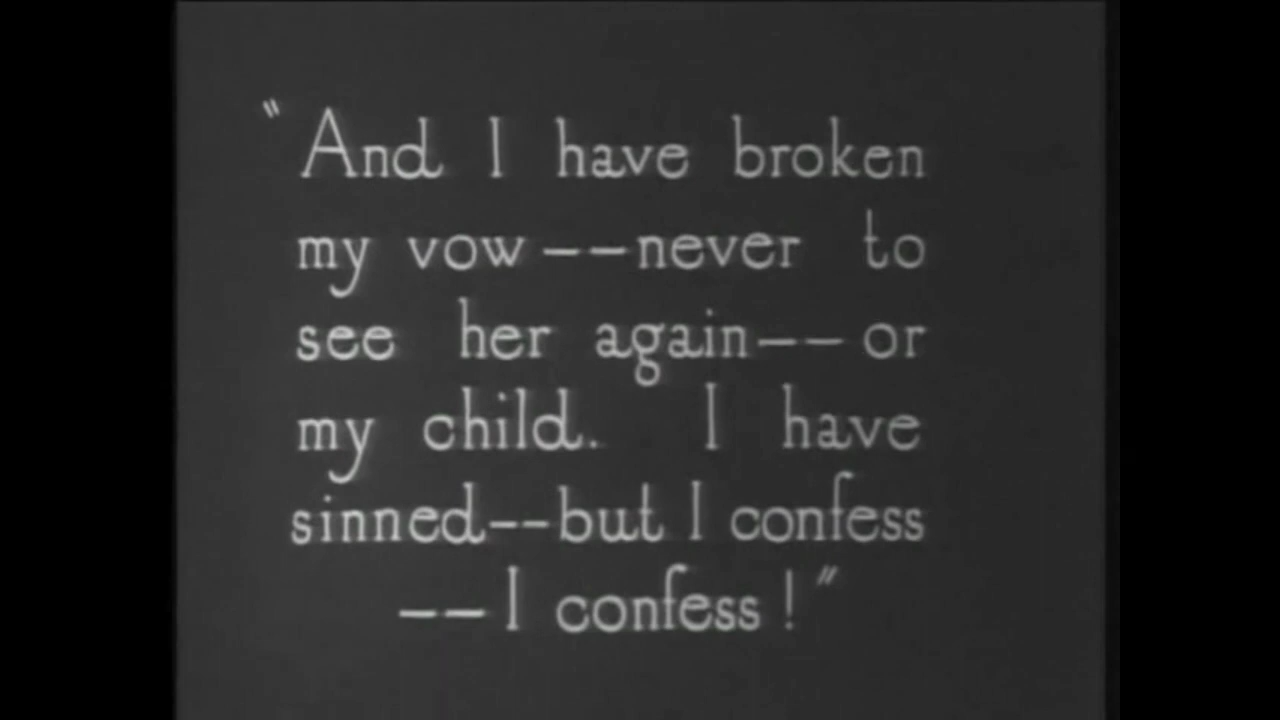 "And I have broken
my vow -- never to
see her again -- or
my child. I have
sinned -- but I confess
-- I confess!"